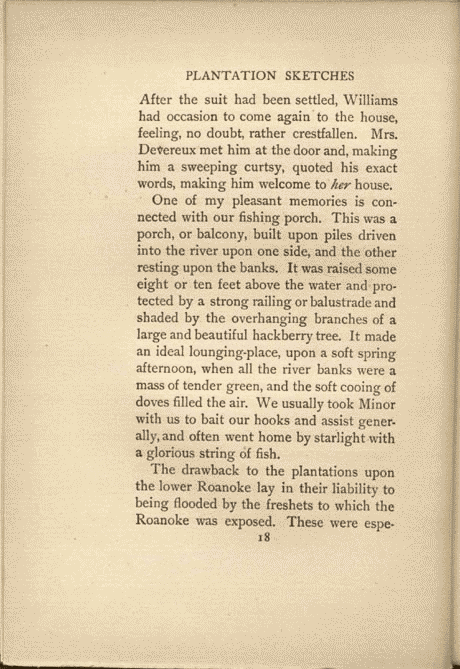 PLANTATION SKETCHES
After the suit had been settled, Williams
had occasion to come again to the house,
feeling, no doubt, rather crestfallen. Mrs.
Devereux met him at the door and, making
him a sweeping curtsy, quoted his exact
words, making him welcome to her house.
One of my pleasant memories is con-
nected with our fishing porch. This was a
porch, or balcony, built upon piles driven
into the river upon one side, and the other
resting upon the banks. It was raised some
eight or ten feet above the water and pro-
tected by a strong railing or balustrade and
shaded by the overhanging branches of a
large and beautiful hackberry tree. It made
an ideal lounging-place, upon a soft spring
afternoon, when all the river banks were a
mass of tender green, and the soft cooing of
doves filled the air. We usually took Minor
with us to bait our hooks and assist gener-
ally, and often went home by starlight with
a glorious string of fish.
The drawback to the plantations upon
the lower Roanoke lay in their liability to
being flooded by the freshets to which the
Roanoke was exposed. These were espe-
18